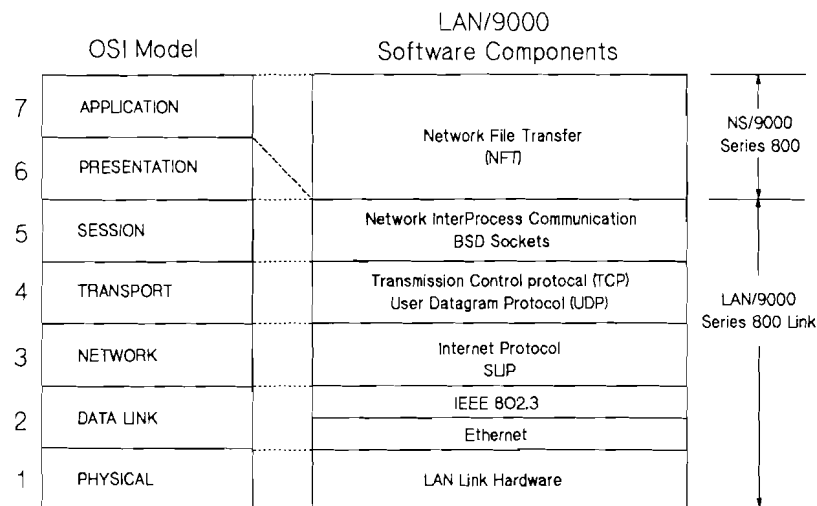 OSI Model
LAN/9000
Software Components
7
APPLICATION
6
PRESENTATION
Network File Transfer
(NFT)
NS/9000
Series 800
5
SESSION
Network InterProcess Communication
BSD Sockets
4
TRANSPORT
Transmission Control protocal (TCP)
User Datagram Protocol (UDP)
LAN/9000
Series 800 Link
3
NETWORK
Internet Protocol
SLIP
2
DATA LINK
IEEE 802.3
Ethernet
1
PHYSICAL
LAN Link Hardware